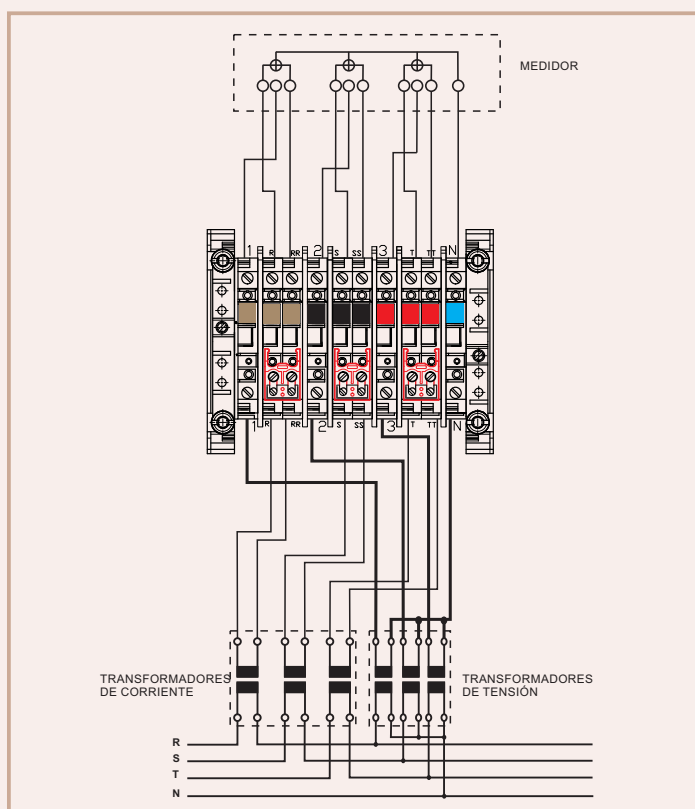 MEDIDOR
1 R RR 2 S SS 3 T TT N
1 R RR 2 S SS 3 T TT N
TRANSFORMADORES
DE CORRIENTE
TRANSFORMADORES
DE TENSIÓN
R
S
T
N